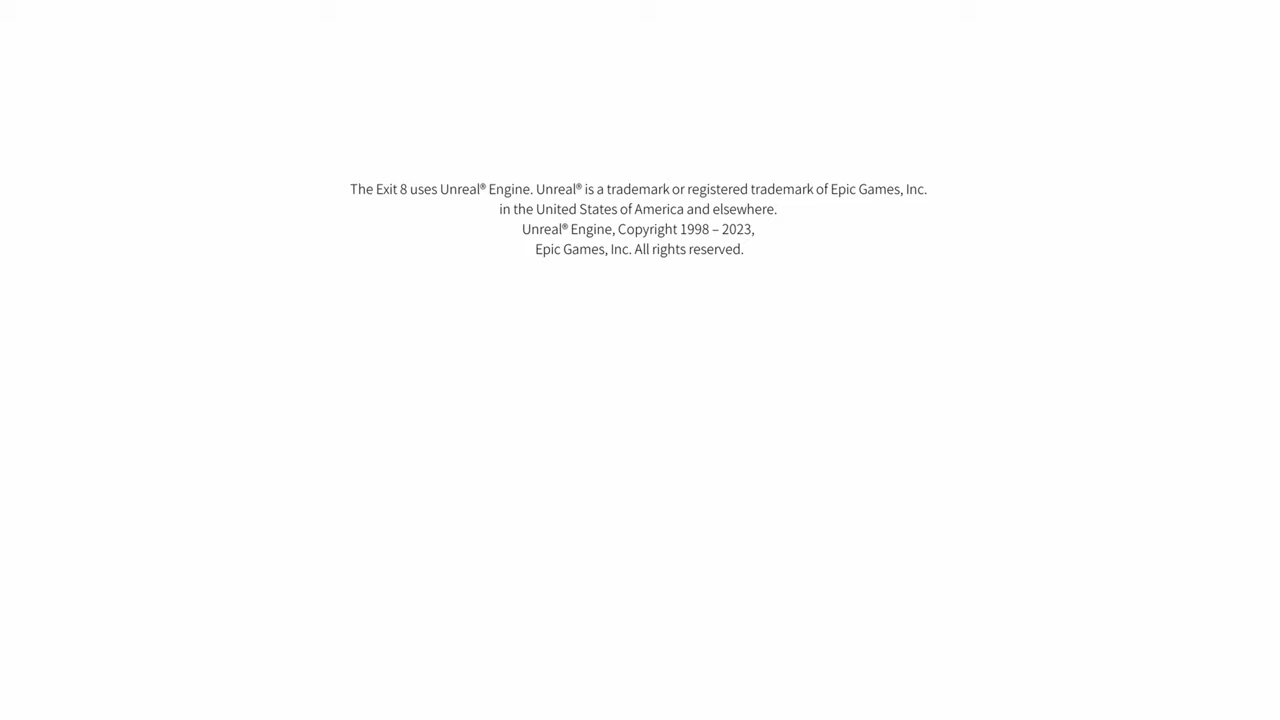 The Exit 8 uses Unreal® Engine. Unreal® is a trademark or registered trademark of Epic Games, Inc.
in the United States of America and elsewhere.
Unreal® Engine, Copyright 1998 – 2023,
Epic Games, Inc. All rights reserved.